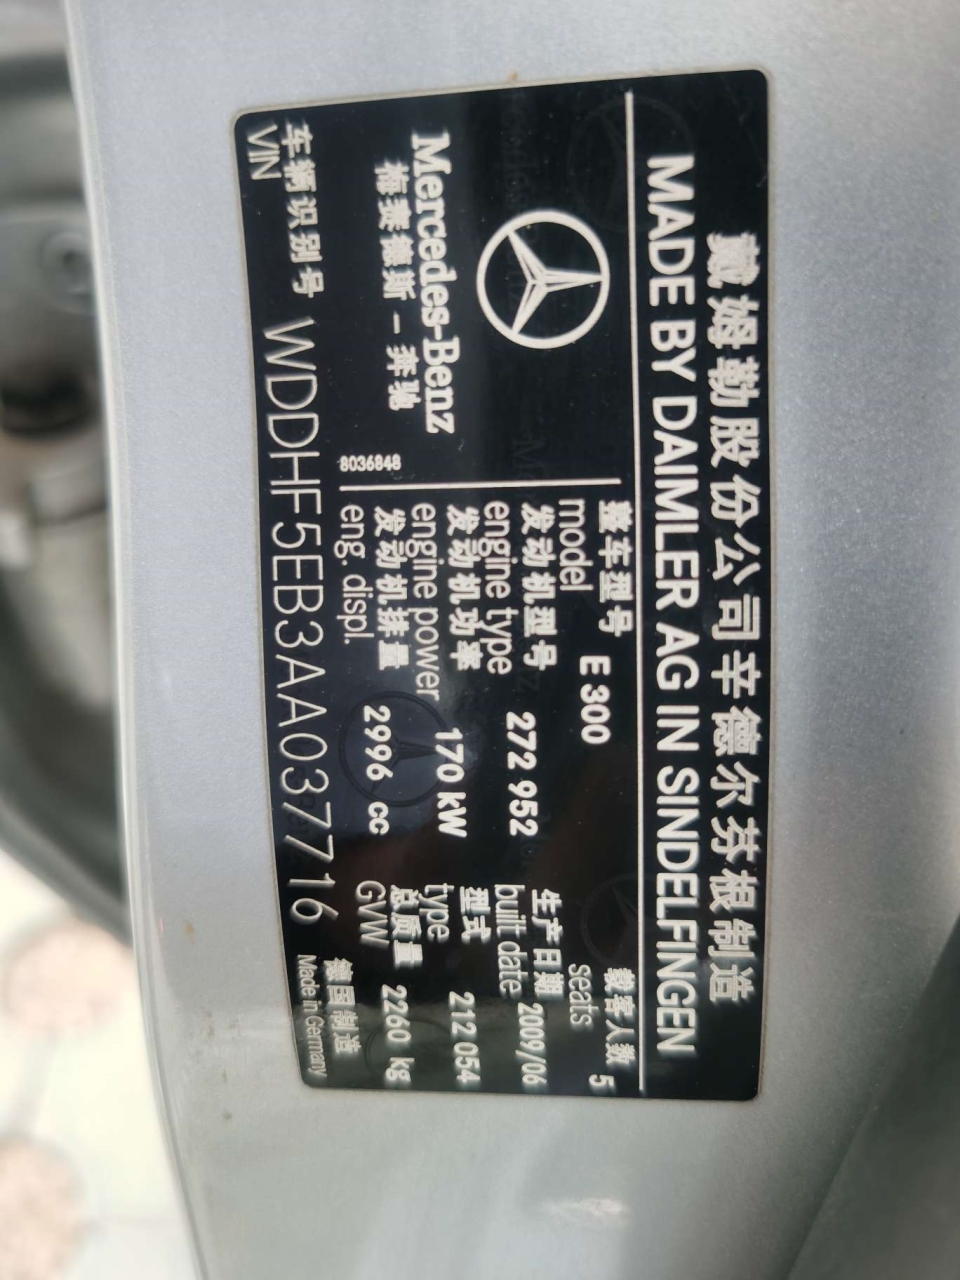 戴姆勒股份公司辛德尔芬根制造
MADE BY DAIMLER AG IN SINDELFINGEN
Mercedes-Benz
梅赛德斯－奔驰
8036848
整车型号 E 300
model
载客人数 5
seats
发动机型号 272 952
engine type
生产日期 2009/06
built date
发动机功率 170 kW
engine power
型式 212 054
type
发动机排量 2996 cc
eng. displ.
总质量 2260 kg
GVW
车辆识别号 WDDHF5EB3AA037716
VIN
德国制造
Made in Germany